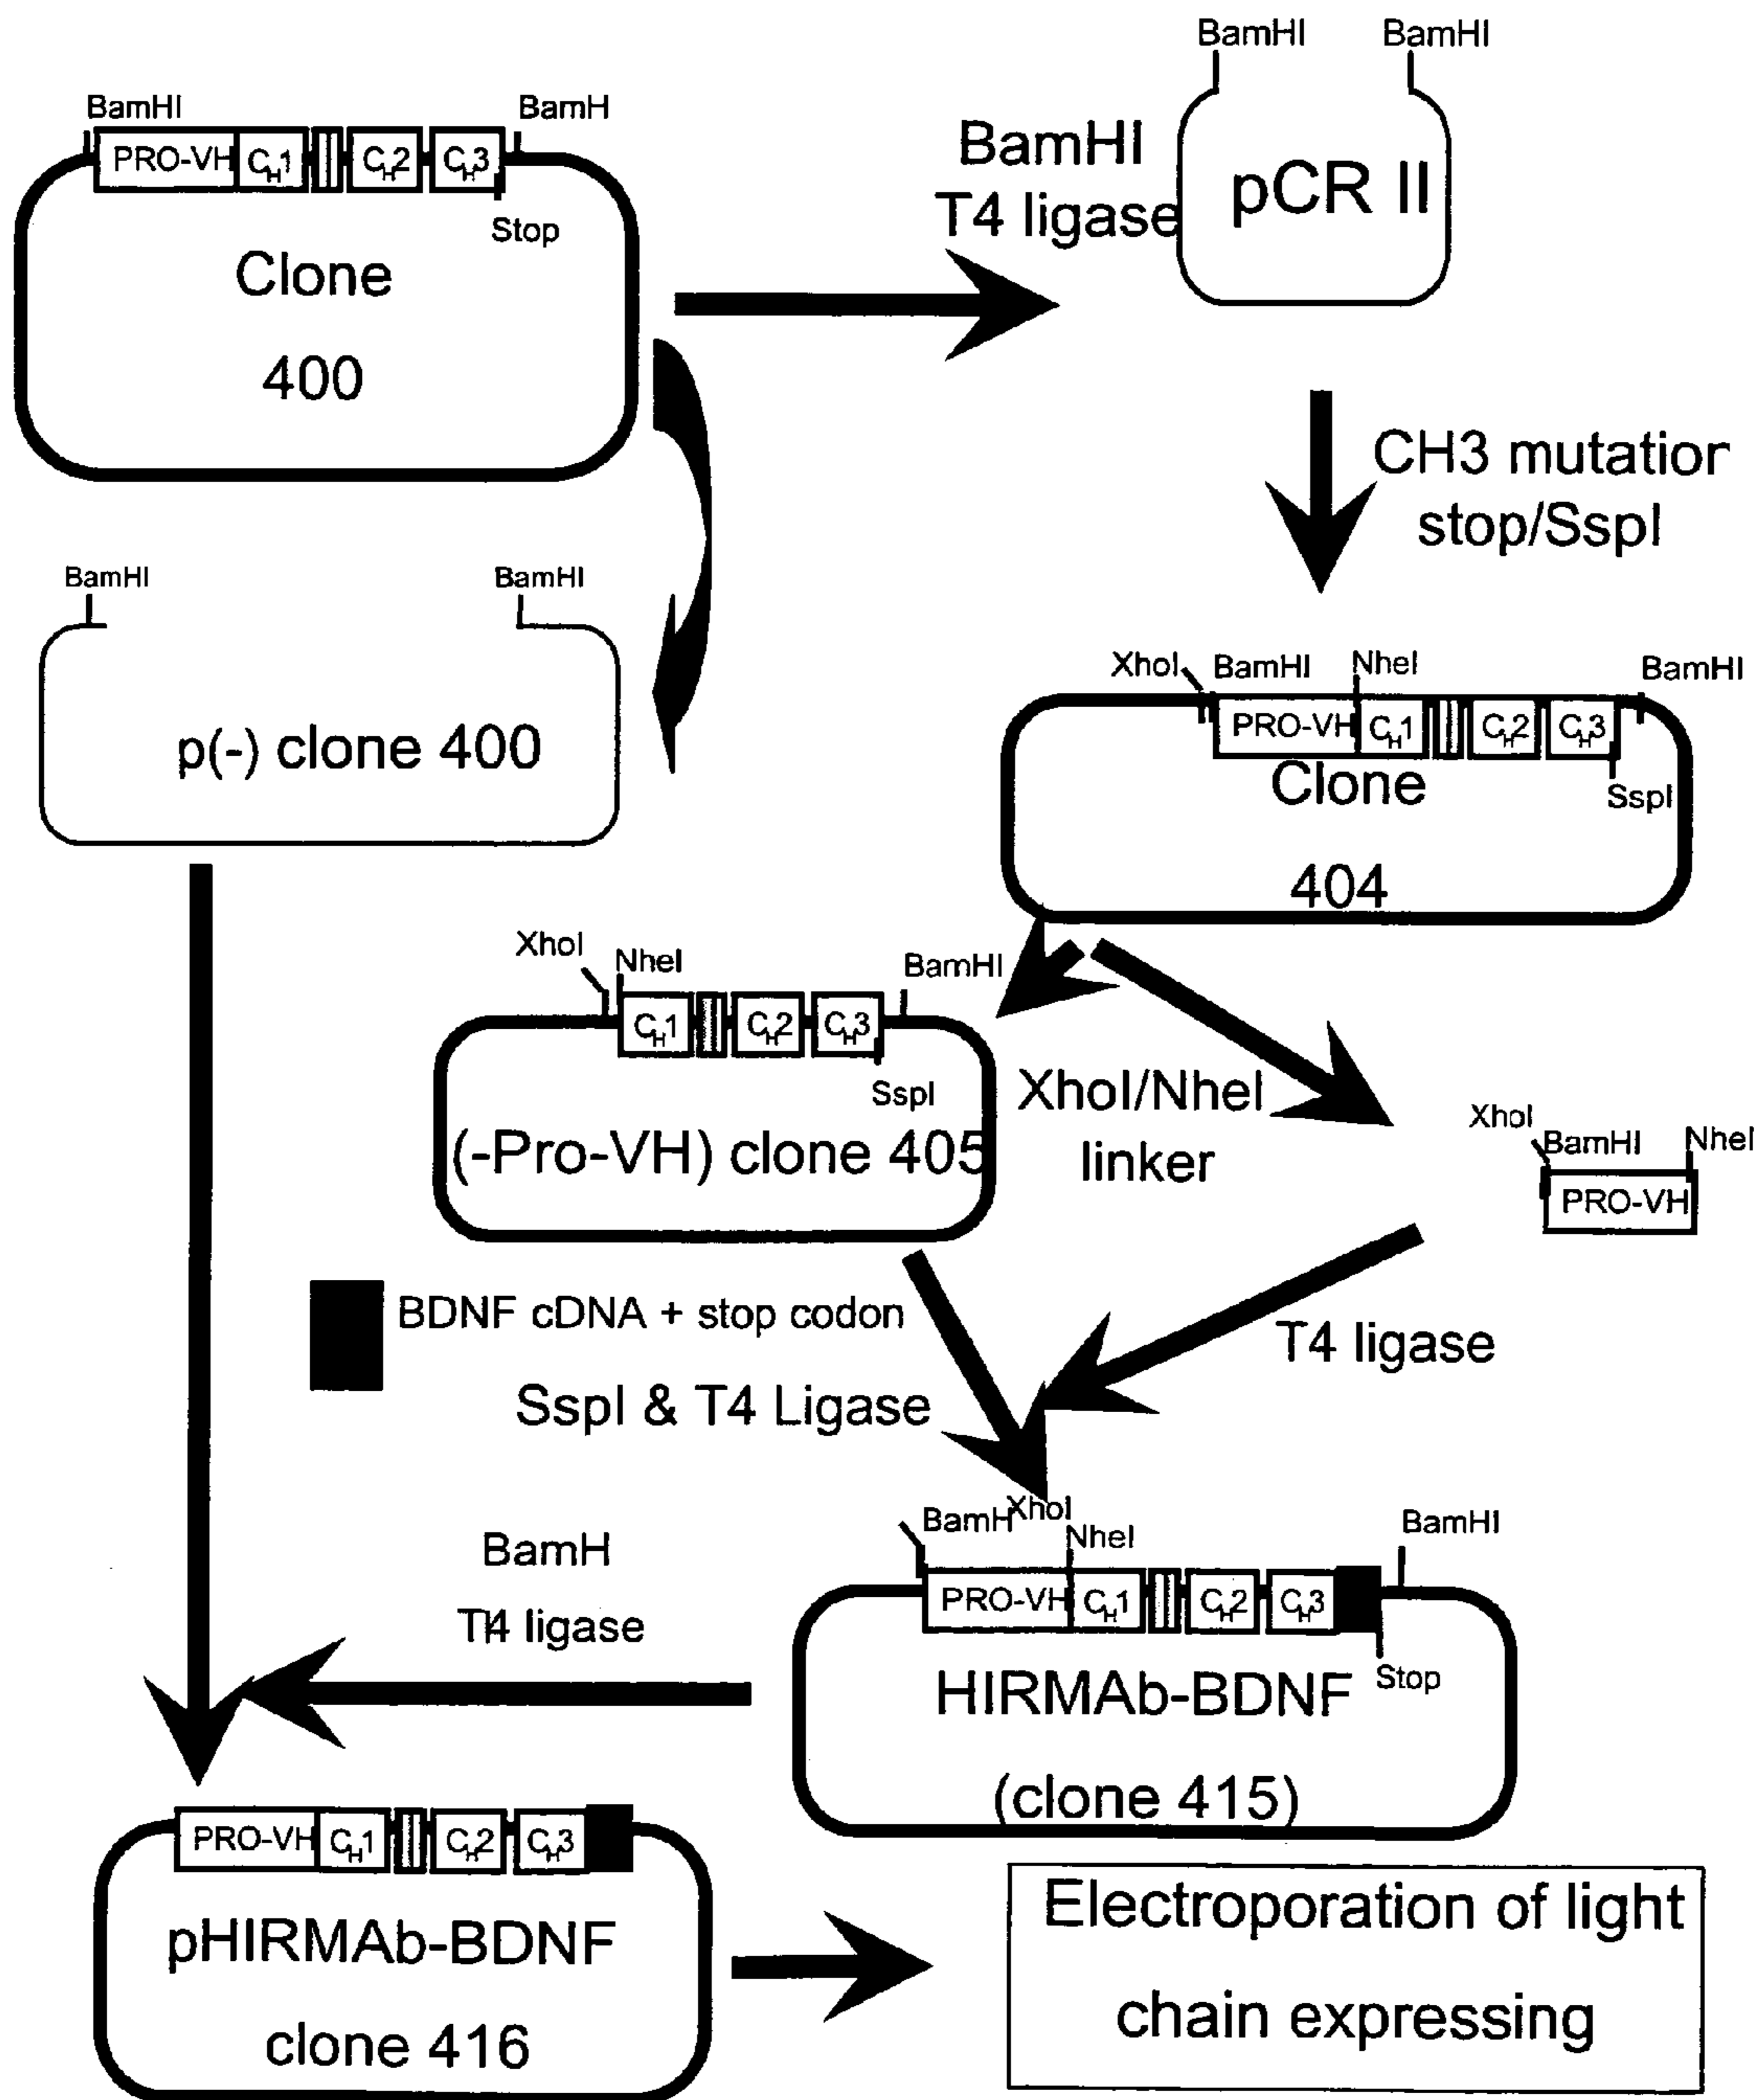 BamHI BamHI
BamHI BamH
PRO-VH CH1 CH2 CH3
Stop
Clone
400
BamHI
T4 ligase
pCR II
CH3 mutation
stop/SspI
BamHI BamHI
p(-) clone 400
XhoI BamHI NheI BamHI
PRO-VH CH1 CH2 CH3
SspI
Clone
404
XhoI NheI BamHI
CH1 CH2 CH3
SspI
(-Pro-VH) clone 405
XhoI/NheI
linker
XhoI BamHI NheI
PRO-VH
BDNF cDNA + stop codon
SspI & T4 Ligase
T4 ligase
BamH XhoI NheI BamHI
PRO-VH CH1 CH2 CH3
Stop
HIRMAb-BDNF
(clone 415)
BamH
T4 ligase
PRO-VH CH1 CH2 CH3
pHIRMAb-BDNF
clone 416
Electroporation of light
chain expressing